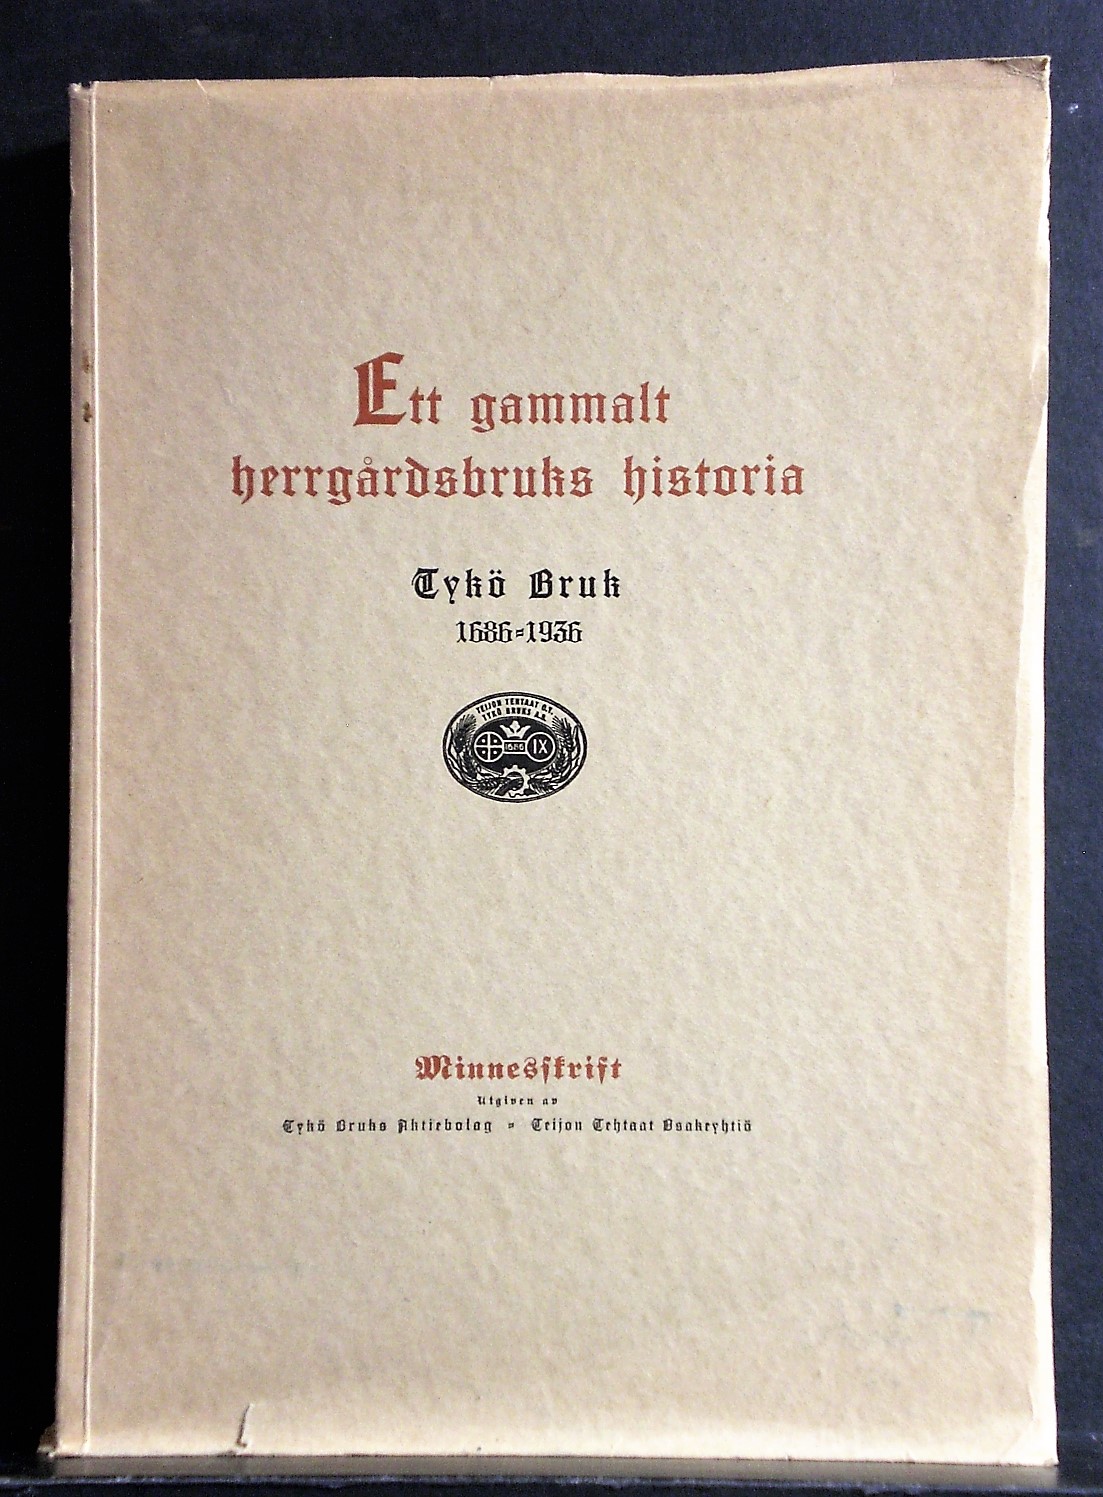 Ett gammalt
herrgårdsbruks historia
Tykö Bruk
1686-1936
TEIJON TEHTAAT O.Y.
TYKÖ BRUKS A.B.
1686 IX
Minnesskrift
Utgiven av
Tykö Bruks Aktiebolag = Teijon Tehtaat Osakeyhtiö